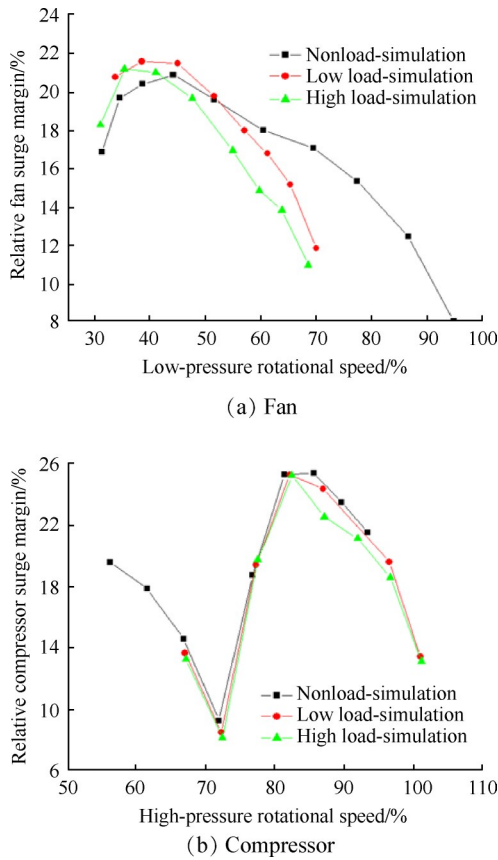 24
22
20
18
16
14
12
10
8
Relative fan surge margin/%
Nonload-simulation
Low load-simulation
High load-simulation
30 40 50 60 70 80 90 100
Low-pressure rotational speed/%
(a) Fan
26
22
18
14
10
6
Relative compressor surge margin/%
Nonload-simulation
Low load-simulation
High load-simulation
50 60 70 80 90 100 110
High-pressure rotational speed/%
(b) Compressor